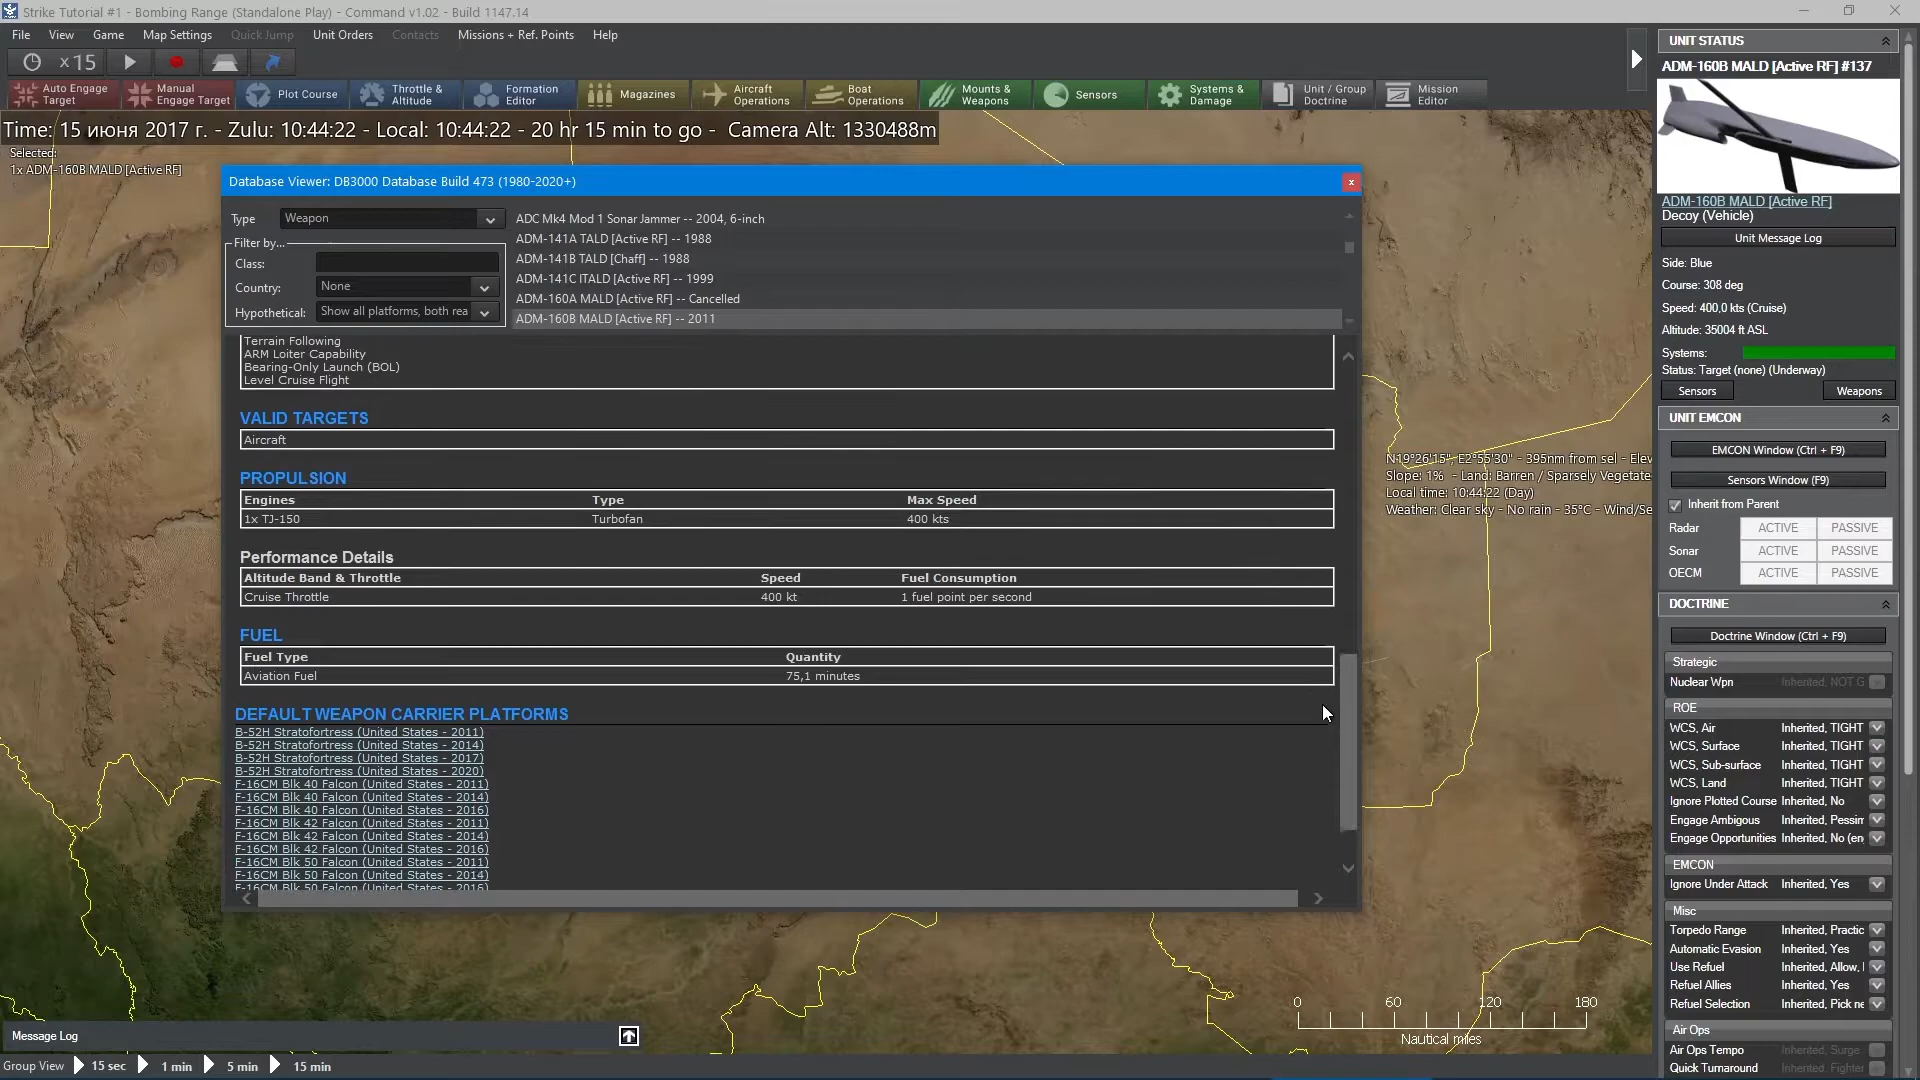 Strike Tutorial #1 - Bombing Range (Standalone Play) - Command v1.02 - Build 1147.14
File View Game Map Settings Quick Jump Unit Orders Contacts Missions + Ref. Points Help
x 15
Auto Engage Target
Manual Engage Target
Plot Course
Throttle & Altitude
Formation Editor
Magazines
Aircraft Operations
Boat Operations
Mounts & Weapons
Sensors
Systems & Damage
Unit / Group Doctrine
Mission Editor
Time: 15 июня 2017 г. - Zulu: 10:44:22 - Local: 10:44:22 - 20 hr 15 min to go - Camera Alt: 1330488m
Selected:
1x ADM-160B MALD [Active RF]
Database Viewer: DB3000 Database Build 473 (1980-2020+)
x
Type Weapon
Filter by...
Class:
Country: None
Hypothetical: Show all platforms, both rea
ADC Mk4 Mod 1 Sonar Jammer -- 2004, 6-inch
ADM-141A TALD [Active RF] -- 1988
ADM-141B TALD [Chaff] -- 1988
ADM-141C ITALD [Active RF] -- 1999
ADM-160A MALD [Active RF] -- Cancelled
ADM-160B MALD [Active RF] -- 2011
Terrain Following
ARM Loiter Capability
Bearing-Only Launch (BOL)
Level Cruise Flight
VALID TARGETS
Aircraft
PROPULSION
Engines Type Max Speed
1x TJ-150 Turbofan 400 kts
Performance Details
Altitude Band & Throttle Speed Fuel Consumption
Cruise Throttle 400 kt 1 fuel point per second
FUEL
Fuel Type Quantity
Aviation Fuel 75,1 minutes
DEFAULT WEAPON CARRIER PLATFORMS
B-52H Stratofortress (United States - 2011)
B-52H Stratofortress (United States - 2014)
B-52H Stratofortress (United States - 2017)
B-52H Stratofortress (United States - 2020)
F-16CM Blk 40 Falcon (United States - 2011)
F-16CM Blk 40 Falcon (United States - 2014)
F-16CM Blk 40 Falcon (United States - 2016)
F-16CM Blk 42 Falcon (United States - 2011)
F-16CM Blk 42 Falcon (United States - 2014)
F-16CM Blk 42 Falcon (United States - 2016)
F-16CM Blk 50 Falcon (United States - 2011)
F-16CM Blk 50 Falcon (United States - 2014)
F-16CM Blk 50 Falcon (United States - 2016)
N19°26'15", E2°55'30" - 395nm from sel - Elev
Slope: 1% - Land: Barren / Sparsely Vegetate
Local time: 10:44:22 (Day)
Weather: Clear sky - No rain - 35°C - Wind/Se
0 60 120 180
Nautical miles
Message Log
Group View 15 sec 1 min 5 min 15 min
UNIT STATUS
ADM-160B MALD [Active RF] #137
ADM-160B MALD [Active RF]
Decoy (Vehicle)
Unit Message Log
Side: Blue
Course: 308 deg
Speed: 400,0 kts (Cruise)
Altitude: 35004 ft ASL
Systems:
Status: Target (none) (Underway)
Sensors Weapons
UNIT EMCON
EMCON Window (Ctrl + F9)
Sensors Window (F9)
Inherit from Parent
Radar ACTIVE PASSIVE
Sonar ACTIVE PASSIVE
OECM ACTIVE PASSIVE
DOCTRINE
Doctrine Window (Ctrl + F9)
Strategic
Nuclear Wpn Inherited, NOT G
ROE
WCS, Air Inherited, TIGHT
WCS, Surface Inherited, TIGHT
WCS, Sub-surface Inherited, TIGHT
WCS, Land Inherited, TIGHT
Ignore Plotted Course Inherited, No
Engage Ambiguous Inherited, Pessim
Engage Opportunities Inherited, No (en
EMCON
Ignore Under Attack Inherited, Yes
Misc
Torpedo Range Inherited, Practic
Automatic Evasion Inherited, Yes
Use Refuel Inherited, Allow, I
Refuel Allies Inherited, Yes
Refuel Selection Inherited, Pick ne
Air Ops
Air Ops Tempo Inherited, Surge
Quick Turnaround Inherited, Fighter